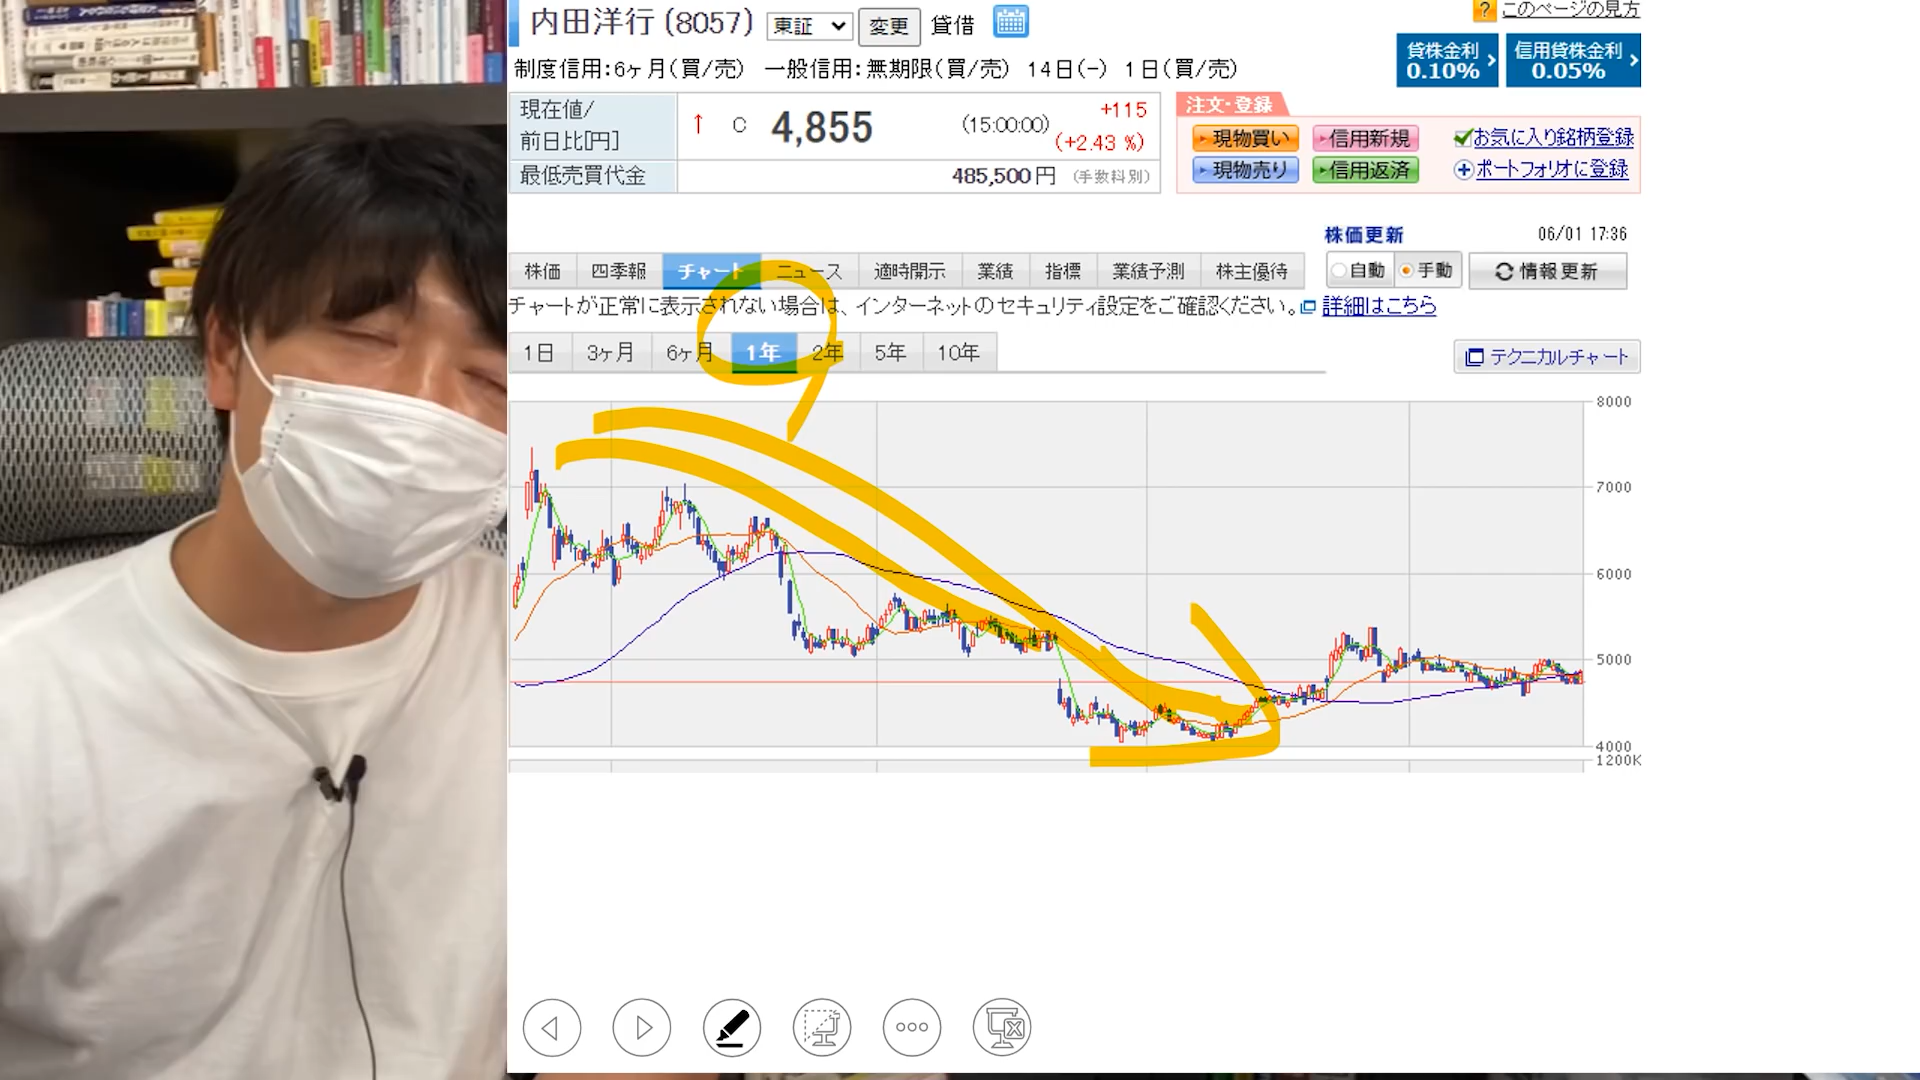 内田洋行 (8057) 東証 変更 貸借
? このページの見方
制度信用:6ヶ月(買/売) 一般信用:無期限(買/売) 14日(-) 1日(買/売)
貸株金利 0.10%
信用貸株金利 0.05%
現在値/前日比[円]
↑ C 4,855 (15:00:00) +115 (+2.43 %)
最低売買代金 485,500円 (手数料別)
注文・登録
現物買い 信用新規 お気に入り銘柄登録
現物売り 信用返済 ポートフォリオに登録
株価更新 06/01 17:36
自動 手動 情報更新
株価 四季報 チャート ニュース 適時開示 業績 指標 業績予測 株主優待
チャートが正常に表示されない場合は、インターネットのセキュリティ設定をご確認ください。 詳細はこちら
1日 3ヶ月 6ヶ月 1年 2年 5年 10年
テクニカルチャート
8000
7000
6000
5000
4000
1200K